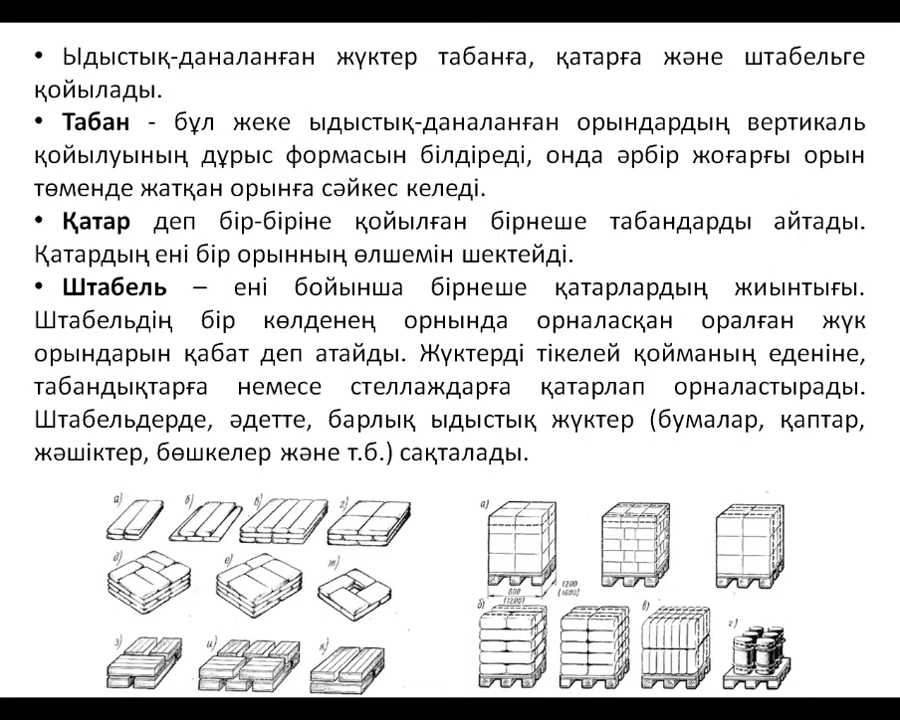 • Ыдыстық-даналанған жүктер табанға, қатарға және штабельге
қойылады.
• Табан - бұл жеке ыдыстық-даналанған орындардың вертикаль
қойылуының дұрыс формасын білдіреді, онда әрбір жоғарғы орын
төменде жатқан орынға сәйкес келеді.
• Қатар деп бір-біріне қойылған бірнеше табандарды айтады.
Қатардың ені бір орынның өлшемін шектейді.
• Штабель – ені бойынша бірнеше қатарлардың жиынтығы.
Штабельдің бір көлденең орнында орналасқан оралған жүк
орындарын қабат деп атайды. Жүктерді тікелей қойманың еденіне,
табандықтарға немесе стеллаждарға қатарлап орналастырады.
Штабельдерде, әдетте, барлық ыдыстық жүктер (бумалар, қаптар,
жәшіктер, бөшкелер және т.б.) сақталады.
а) б) в) г)
д) е) ж)
з) и) к)
а)
800
(1200)
1200
(1600)
б) в) г)